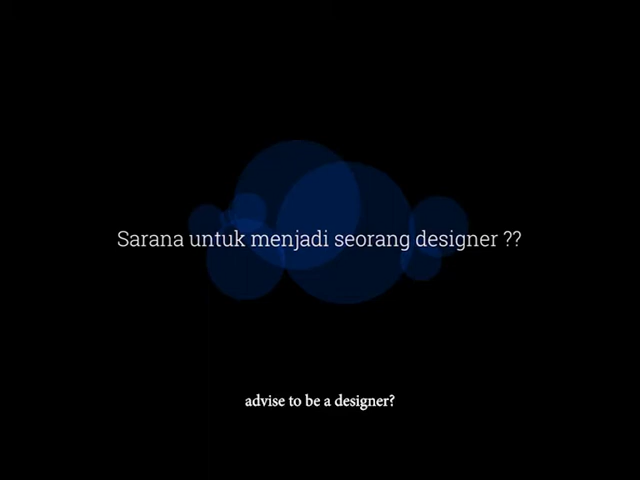 Sarana untuk menjadi seorang designer ??
advise to be a designer?